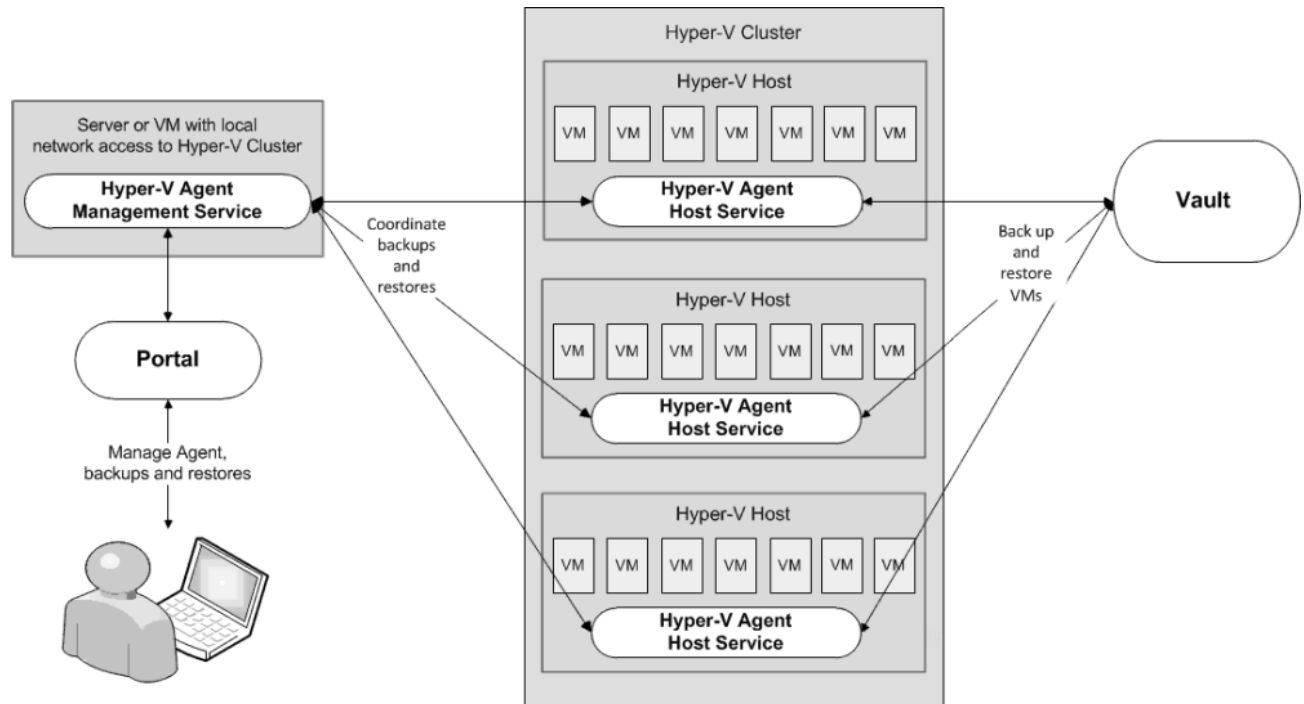 Hyper-V Cluster
Server or VM with local
network access to Hyper-V Cluster
Hyper-V Agent
Management Service
Portal
Manage Agent,
backups and restores
Coordinate
backups
and
restores
Hyper-V Host
VM VM VM VM VM VM VM
Hyper-V Agent
Host Service
Hyper-V Host
VM VM VM VM VM VM VM
Hyper-V Agent
Host Service
Hyper-V Host
VM VM VM VM VM VM VM
Hyper-V Agent
Host Service
Back up
and
restore
VMs
Vault